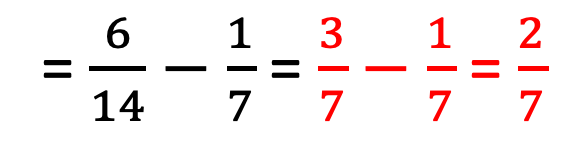 = 6/14 − 1/7 = 3/7 − 1/7 = 2/7